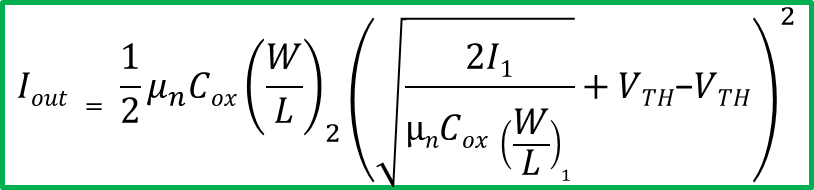 I_out = 1/2 μ_n C_ox (W/L)_2 (√(2I_1 / (μ_n C_ox (W/L)_1)) + V_TH–V_TH)^2